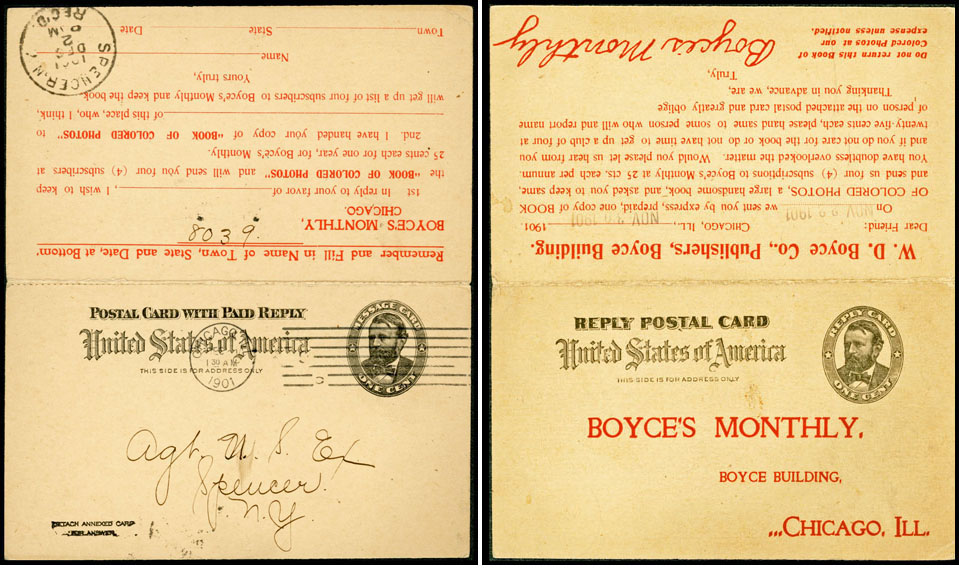 Remember and Fill in Name of Town, State and Date, at Bottom.
8039.
BOYCE'S MONTHLY,
CHICAGO.
1st In reply to your favor of , I wish to keep
the "BOOK OF COLORED PHOTOS" and will send you four (4) subscribers at
25 cents each for one year, for Boyce's Monthly.
2nd. I have handed your copy of "BOOK OF COLORED PHOTOS" to
of this place, who, I think,
will get up a list of four subscribers to Boyce's Monthly and keep the book.
Yours truly,
Name
Town State Date
SPENCER N.Y.
DEC
2
1901
REC'D.
POSTAL CARD WITH PAID REPLY
United States of America
THIS SIDE IS FOR ADDRESS ONLY
MESSAGE CARD
ONE CENT
CHICAGO
1 30 AM
1901
Agt. U. S. Ex
Spencer.
N.Y.
DETACH ANNEXED CARD
FOR ANSWER
W. D. Boyce Co., Publishers, Boyce Building.
Dear Friend: CHICAGO, ILL. NOV 1901 1901.
On NOV 1901 we sent you by express, prepaid, one copy of BOOK
OF COLORED PHOTOS, a large handsome book, and asked you to keep same,
and send us four (4) subscriptions to Boyce's Monthly at 25 cts. each per annum.
You have doubtless overlooked the matter. Would you please let us hear from you
and if you do not care for the book or do not have time to get up a club of four at
twenty-five cents each, please hand same to some person who will and report name
of person on the attached postal card and greatly oblige
Thanking you in advance, we are,
Truly,
Boyce's Monthly
Do not return this Book of
Colored Photos at our
expense unless notified.
REPLY POSTAL CARD
United States of America
THIS SIDE IS FOR ADDRESS ONLY
REPLY CARD
ONE CENT
BOYCE'S MONTHLY,
BOYCE BUILDING,
...CHICAGO, ILL.